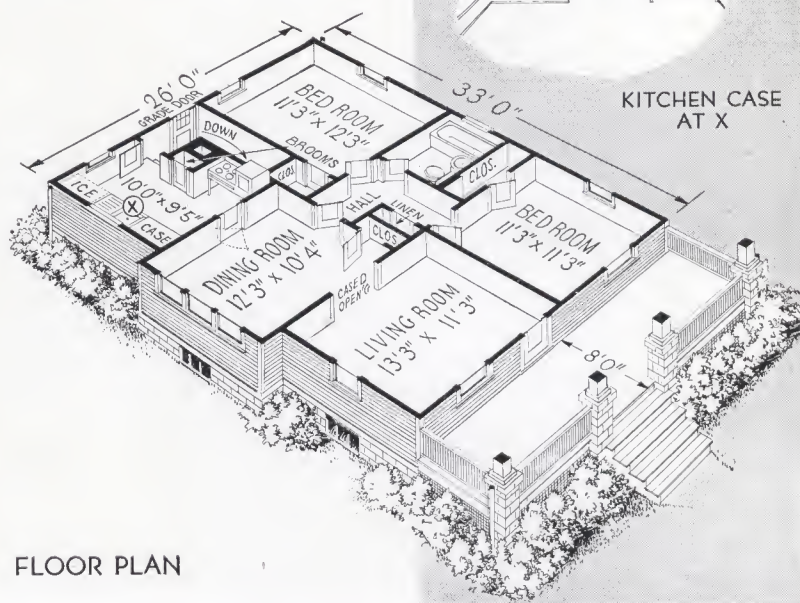 KITCHEN CASE
AT X
26' 0"
GRADE DOOR
33' 0"
BED ROOM
11'3" X 12'3"
DOWN
BROOMS
CLOS.
CLOS.
ICE
10'0" X 9'5"
X
CASE
HALL
LINEN
CLOS
BED ROOM
11'3" X 11'3"
DINING ROOM
12'3" X 10'4"
CASED
OPEN'G
LIVING ROOM
13'3" X 11'3"
8'0"
FLOOR PLAN